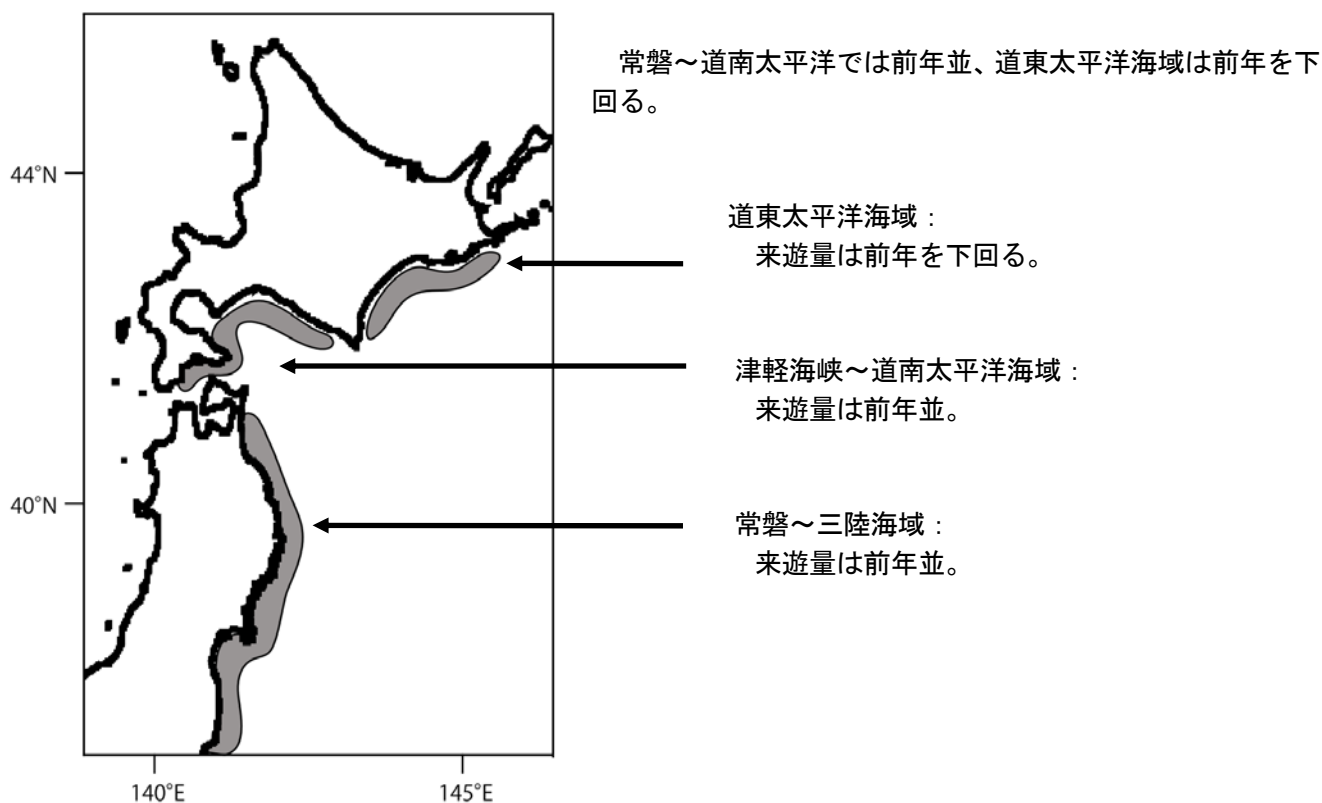 常磐～道南太平洋では前年並、道東太平洋海域は前年を下
回る。
44°N
道東太平洋海域：
来遊量は前年を下回る。
津軽海峡～道南太平洋海域：
来遊量は前年並。
40°N
常磐～三陸海域：
来遊量は前年並。
140°E
145°E